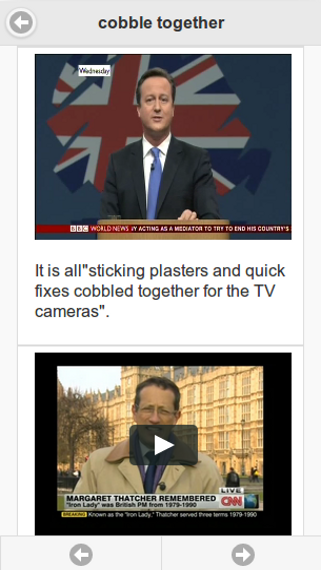 cobble together
Wednesday
BBC WORLD NEWS VY ACTING AS A MEDIATOR TO TRY TO END HIS COUNTRY'S
It is all"sticking plasters and quick
fixes cobbled together for the TV
cameras".
LIVE
MARGARET THATCHER REMEMBERED
"Iron Lady" was British PM from 1979-1990
CNN
BREAKING Known as the "Iron Lady," Thatcher served three terms 1979-1990